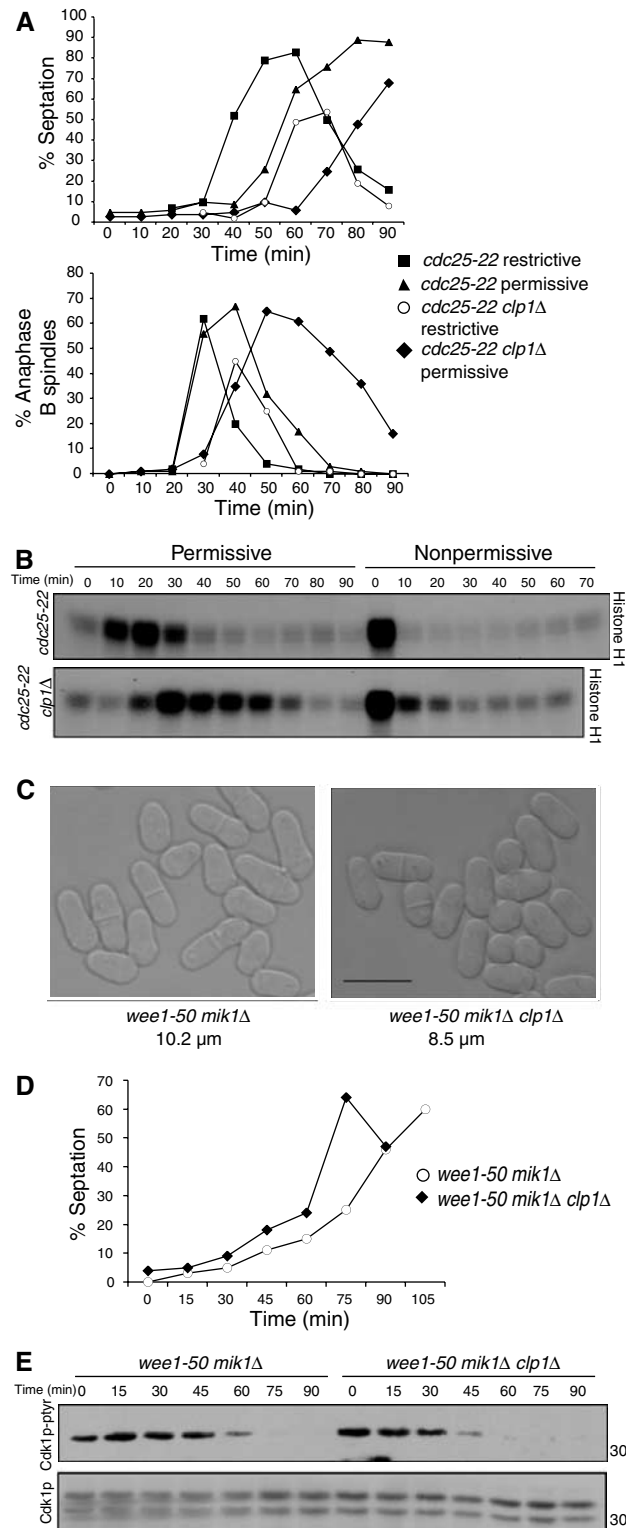 A
100
90
80
70
60
50
40
30
20
10
0
% Septation
0 10 20 30 40 50 60 70 80 90
Time (min)
80
70
60
50
40
30
20
10
0
% Anaphase
B spindles
0 10 20 30 40 50 60 70 80 90
Time (min)
cdc25-22 restrictive
cdc25-22 permissive
cdc25-22 clp1Δ
restrictive
cdc25-22 clp1Δ
permissive
B
Permissive Nonpermissive
Time (min) 0 10 20 30 40 50 60 70 80 90 0 10 20 30 40 50 60 70
cdc25-22
Histone H1
cdc25-22
clp1Δ
Histone H1
C
wee1-50 mik1Δ wee1-50 mik1Δ clp1Δ
10.2 µm 8.5 µm
D
70
60
50
40
30
20
10
0
% Septation
0 15 30 45 60 75 90 105
Time (min)
wee1-50 mik1Δ
wee1-50 mik1Δ clp1Δ
E
wee1-50 mik1Δ wee1-50 mik1Δ clp1Δ
Time (min) 0 15 30 45 60 75 90 0 15 30 45 60 75 90
Cdk1p-ptyr
30
Cdk1p
30